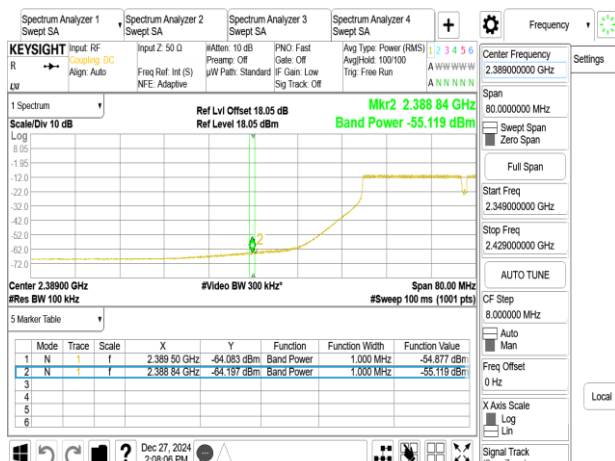 Spectrum Analyzer 1
Swept SA
Spectrum Analyzer 2
Swept SA
Spectrum Analyzer 3
Swept SA
Spectrum Analyzer 4
Swept SA
+
Frequency
KEYSIGHT
R
LXI
Input: RF
Coupling: DC
Align: Auto
Input Z: 50 Ω
Freq Ref: Int (S)
NFE: Adaptive
#Atten: 10 dB
Preamp: Off
µW Path: Standard
PNO: Fast
Gate: Off
IF Gain: Low
Sig Track: Off
Avg Type: Power (RMS)
Avg|Hold: 100/100
Trig: Free Run
1 2 3 4 5 6
A W W W W W
A N N N N N
1 Spectrum
Scale/Div 10 dB
Ref Lvl Offset 18.05 dB
Ref Level 18.05 dBm
Mkr2 2.388 84 GHz
Band Power -55.119 dBm
Log
8.05
-1.95
-12.0
-22.0
-32.0
-42.0
-52.0
-62.0
-72.0
2
Center 2.38900 GHz
#Res BW 100 kHz
#Video BW 300 kHz*
Span 80.00 MHz
#Sweep 100 ms (1001 pts)
5 Marker Table
Mode Trace Scale X Y Function Function Width Function Value
1 N 1 f 2.389 50 GHz -64.083 dBm Band Power 1.000 MHz -54.877 dBm
2 N 1 f 2.388 84 GHz -64.197 dBm Band Power 1.000 MHz -55.119 dBm
3
4
5
6
?
Dec 27, 2024
2:08:06 PM
Center Frequency
2.389000000 GHz
Span
80.0000000 MHz
Swept Span
Zero Span
Full Span
Start Freq
2.349000000 GHz
Stop Freq
2.429000000 GHz
AUTO TUNE
CF Step
8.000000 MHz
Auto
Man
Freq Offset
0 Hz
X Axis Scale
Log
Lin
Signal Track
Settings
Local